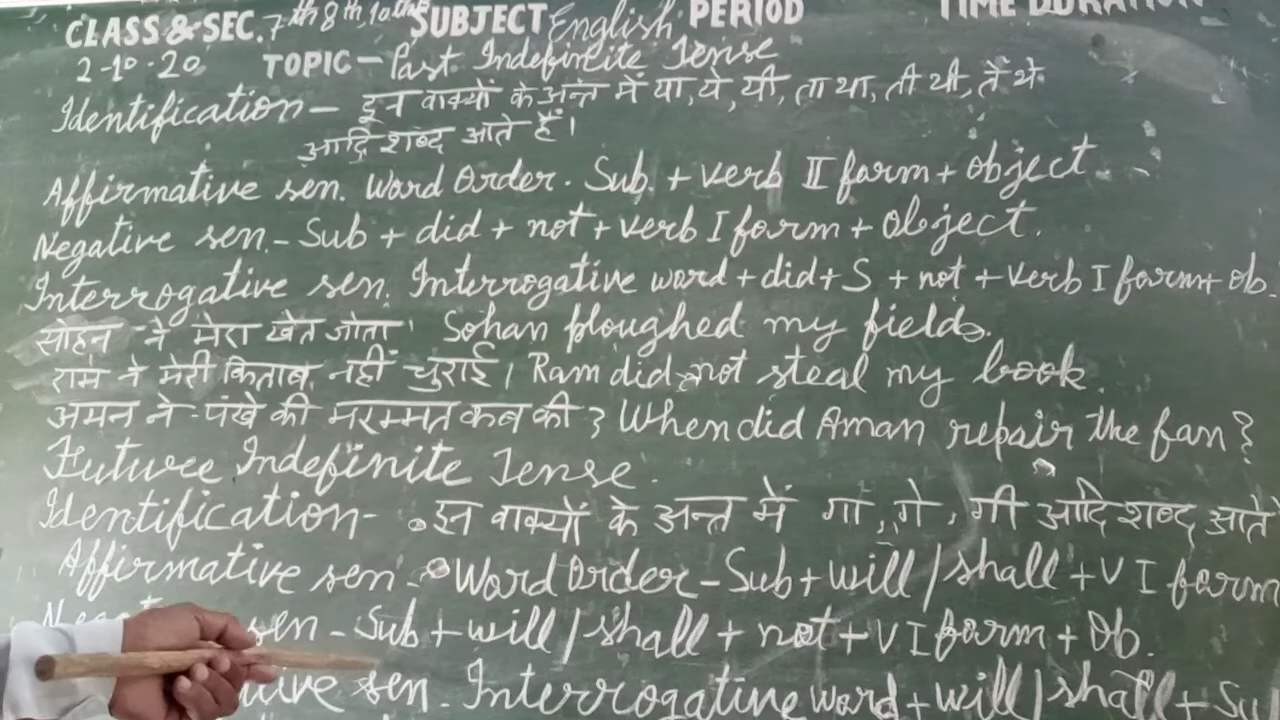 CLASS & SEC. 7th 8th 10th SUBJECT English PERIOD TIME DURATION
2-10-20 TOPIC - Past Indefinite Tense
Identification - इन वाक्यों के अन्त में या, ये, यी, ता था, ती थी, ते थे
आदि शब्द आते हैं।
Affirmative sen. Word Order. Sub. + verb II form + object
Negative sen. - Sub + did + not + verb I form + Object.
Interrogative sen. Interrogative word + did + S + not + verb I form + ob.
सोहन ने मेरा खेत जोता। Sohan ploughed my fields.
राम ने मेरी किताब नहीं चुराई। Ram did not steal my book.
अमन ने पंखे की मरम्मत कब की? When did Aman repair the fan?
Future Indefinite Tense.
Identification - इन वाक्यों के अन्त में गा, गे, गी आदि शब्द आते
Affirmative sen - Word Order - Sub + will / shall + V I form
sen - Sub + will / shall + not + V I form + Ob.
sen. Interrogative word + will / shall + Su